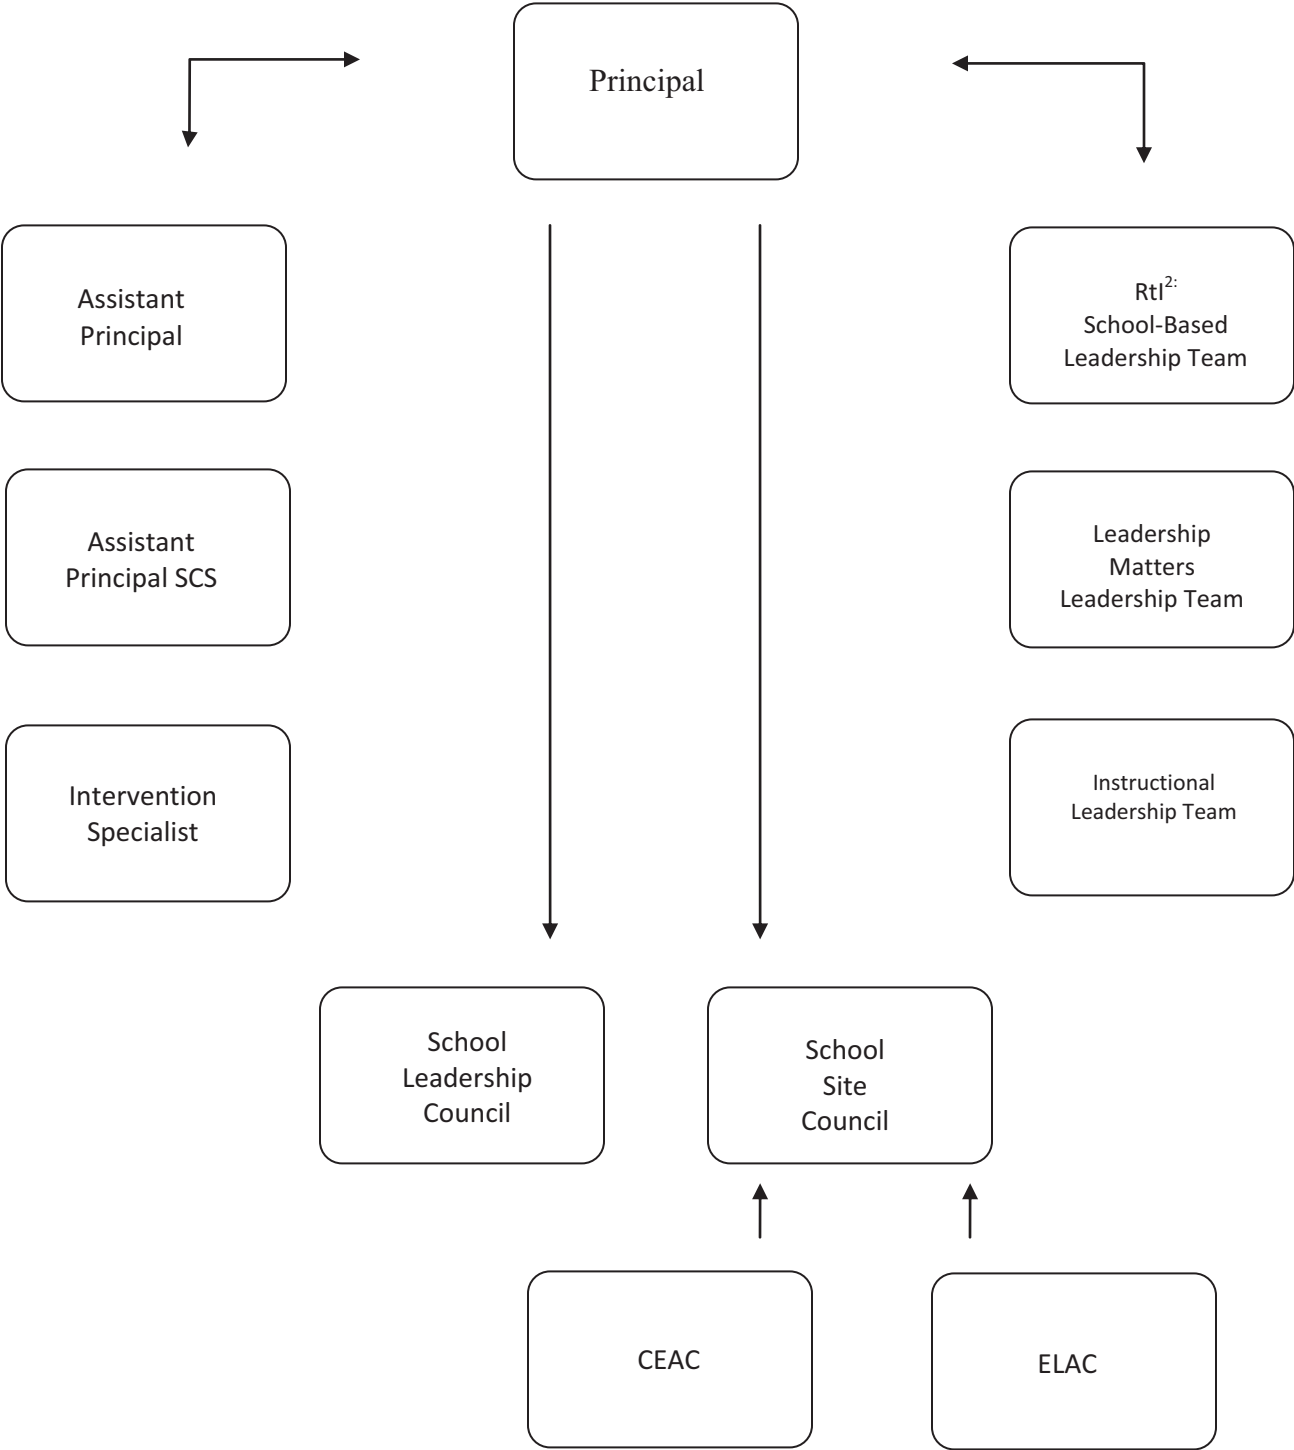 Principal
Assistant
Principal
RtI²:
School-Based
Leadership Team
Assistant
Principal SCS
Leadership
Matters
Leadership Team
Intervention
Specialist
Instructional
Leadership Team
School
Leadership
Council
School
Site
Council
CEAC
ELAC